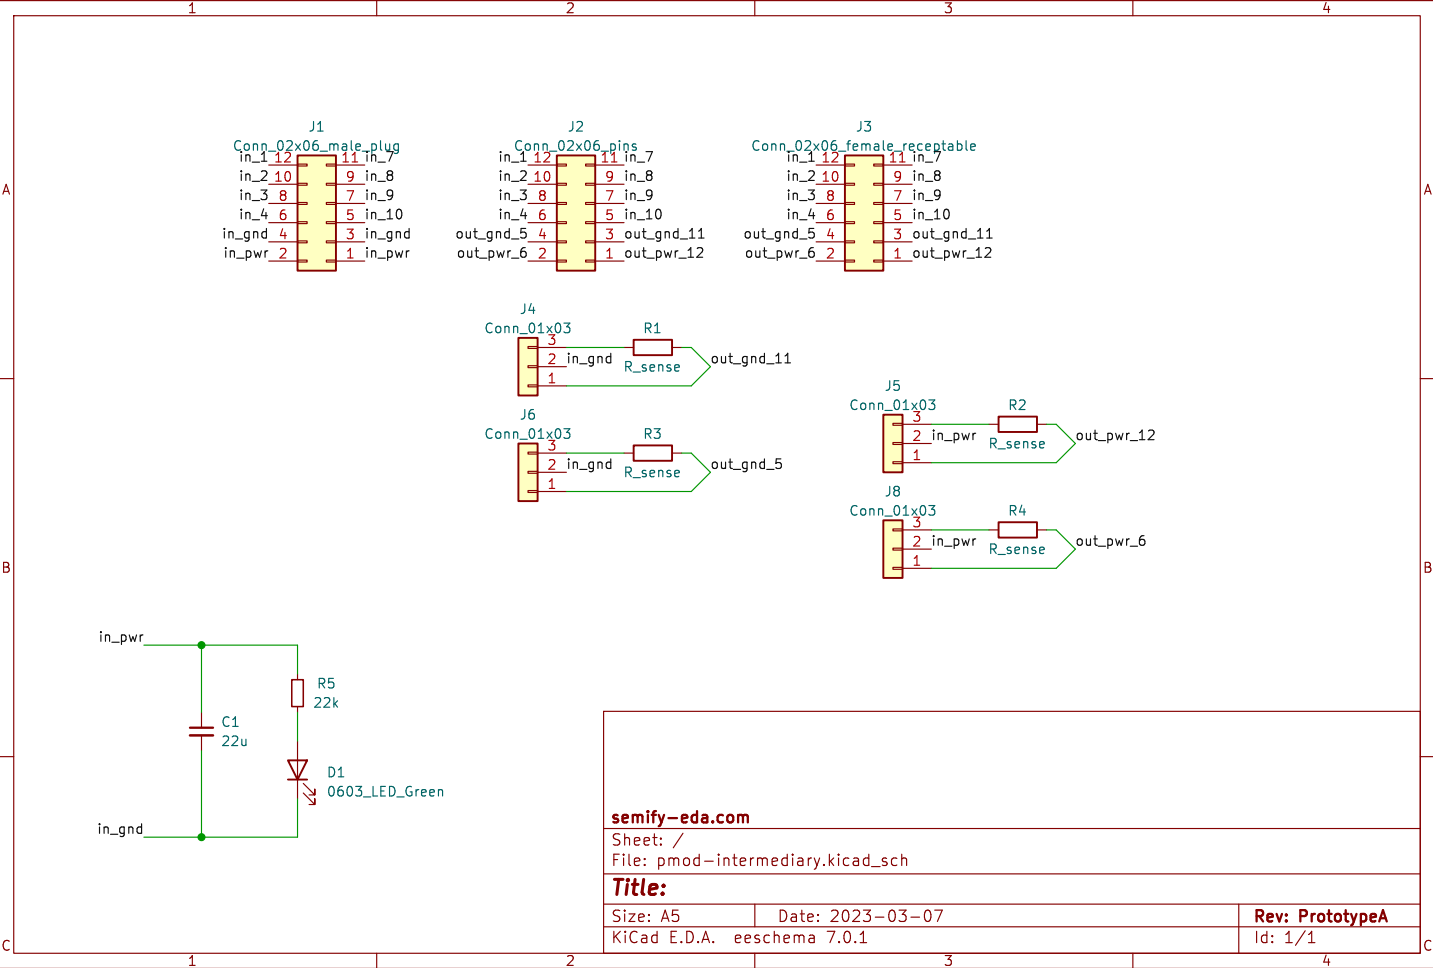 1 2 3 4
J1
Conn_02x06_male_plug
in_1 12 11 in_7
in_2 10 9 in_8
in_3 8 7 in_9
in_4 6 5 in_10
in_gnd 4 3 in_gnd
in_pwr 2 1 in_pwr
J2
Conn_02x06_pins
in_1 12 11 in_7
in_2 10 9 in_8
in_3 8 7 in_9
in_4 6 5 in_10
out_gnd_5 4 3 out_gnd_11
out_pwr_6 2 1 out_pwr_12
J3
Conn_02x06_female_receptable
in_1 12 11 in_7
in_2 10 9 in_8
in_3 8 7 in_9
in_4 6 5 in_10
out_gnd_5 4 3 out_gnd_11
out_pwr_6 2 1 out_pwr_12
A A
J4
Conn_01x03 R1
3
2 in_gnd R_sense out_gnd_11
1
J6
Conn_01x03 R3
3
2 in_gnd R_sense out_gnd_5
1
J5
Conn_01x03 R2
3
2 in_pwr R_sense out_pwr_12
1
J8
Conn_01x03 R4
3
2 in_pwr R_sense out_pwr_6
1
B B
in_pwr
R5
22k
C1
22u
D1
0603_LED_Green
in_gnd
semify-eda.com
Sheet: /
File: pmod-intermediary.kicad_sch
Title:
Size: A5 Date: 2023-03-07 Rev: PrototypeA
KiCad E.D.A. eeschema 7.0.1 Id: 1/1
C C
1 2 3 4